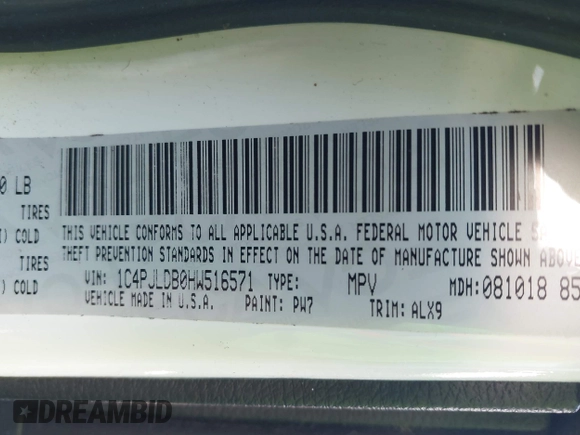 0 LB
TIRES
THIS VEHICLE CONFORMS TO ALL APPLICABLE U.S.A. FEDERAL MOTOR VEHICLE
) COLD
THEFT PREVENTION STANDARDS IN EFFECT ON THE DATE OF MANUFACTURE SHOWN ABOVE
TIRES
VIN: 1C4PJLDB0HW516571 TYPE: MPV MDH:081018 85
) COLD
VEHICLE MADE IN U.S.A. PAINT: PW7 TRIM: ALX9
DREAMBID